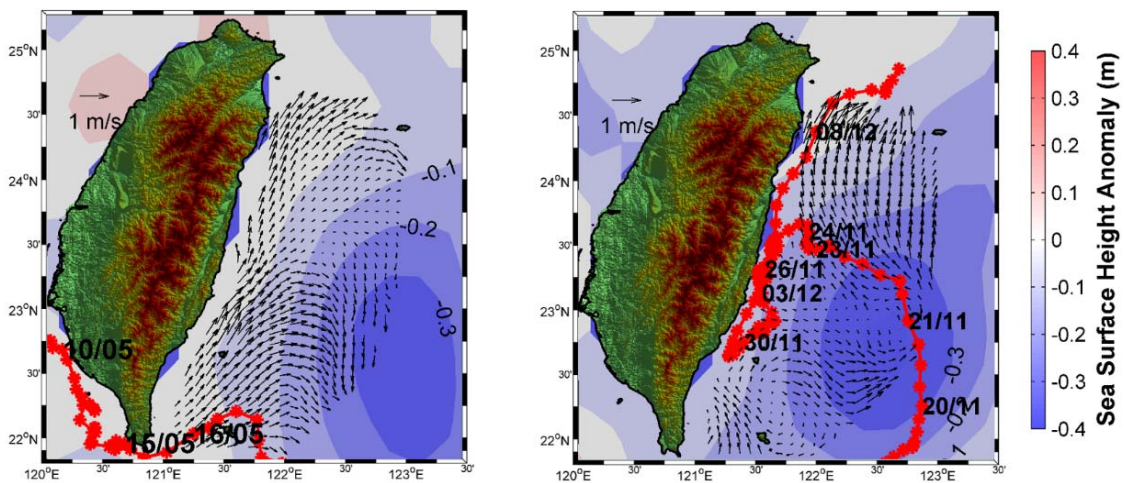 25°N
30'
24°N
30'
23°N
30'
22°N
120°E
30'
121°E
30'
122°E
30'
123°E
30'
1 m/s
-0.1
-0.2
-0.3
10/05
15/05
16/05
25°N
30'
24°N
30'
23°N
30'
22°N
120°E
30'
121°E
30'
122°E
30'
123°E
30'
1 m/s
08/12
24/11
23/11
26/11
03/12
30/11
21/11
20/11
-0.3
0.4
0.3
0.2
0.1
0
-0.1
-0.2
-0.3
-0.4
Sea Surface Height Anomaly (m)